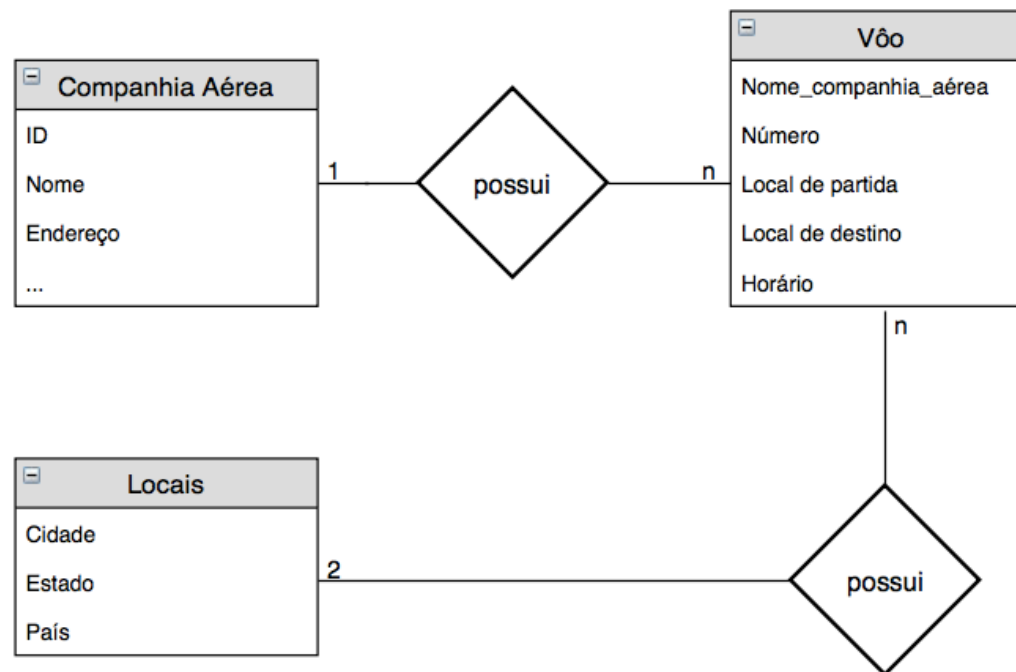 Companhia Aérea
ID
Nome
Endereço
...
1
possui
n
Vôo
Nome_companhia_aérea
Número
Local de partida
Local de destino
Horário
n
Locais
Cidade
Estado
País
2
possui